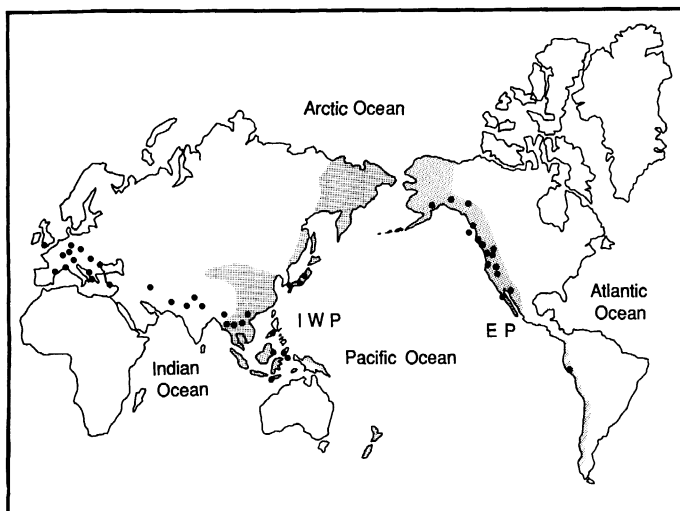 Arctic Ocean
Atlantic
Ocean
I W P
E P
Pacific Ocean
Indian
Ocean